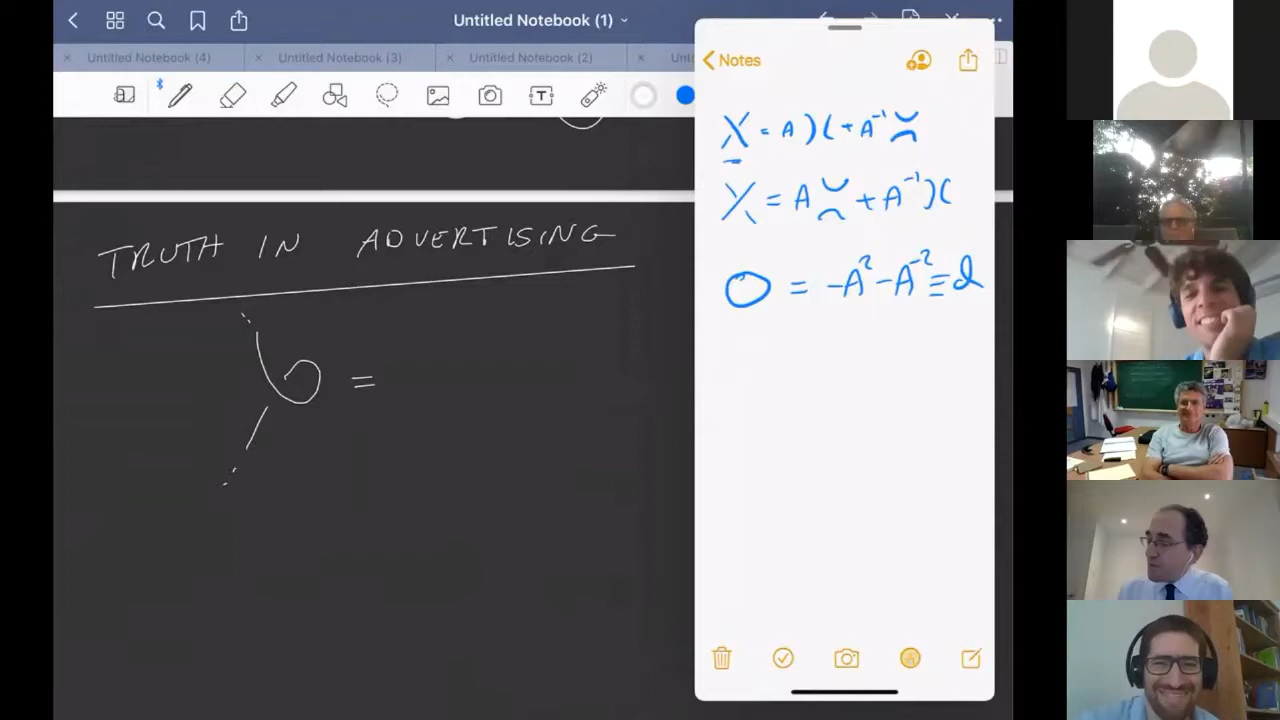 Untitled Notebook (1)
Untitled Notebook (4)
Untitled Notebook (3)
Untitled Notebook (2)
TRUTH IN ADVERTISING
=
Notes
= A )( + A⁻¹
= A + A⁻¹ )(
O = -A² - A⁻² ≡ d